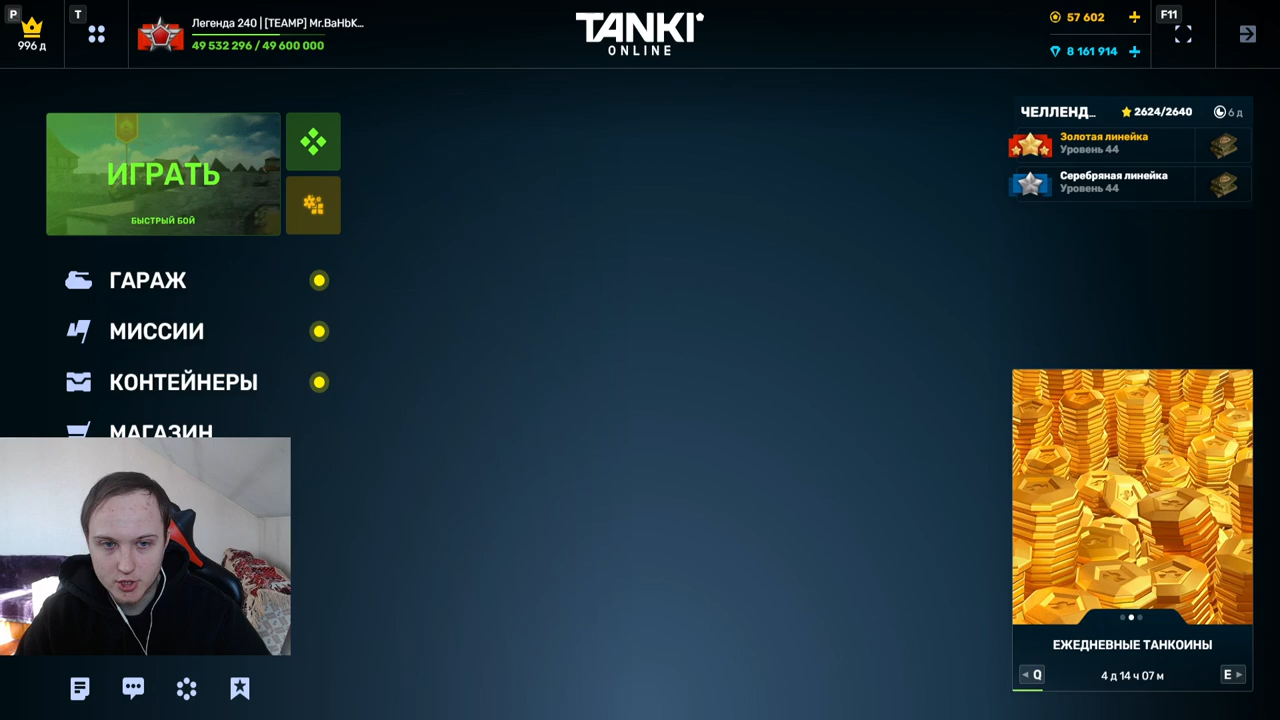 P
996 д
T
Легенда 240 | [TEAMP] Mr.BaHbK...
49 532 296 / 49 600 000
TANKI
ONLINE
57 602
8 161 914
F11
ИГРАТЬ
БЫСТРЫЙ БОЙ
ГАРАЖ
МИССИИ
КОНТЕЙНЕРЫ
МАГАЗИН
ЧЕЛЛЕНД...
2624/2640
6 д
Золотая линейка
Уровень 44
Серебряная линейка
Уровень 44
ЕЖЕДНЕВНЫЕ ТАНКОИНЫ
Q
4 д 14 ч 07 м
E